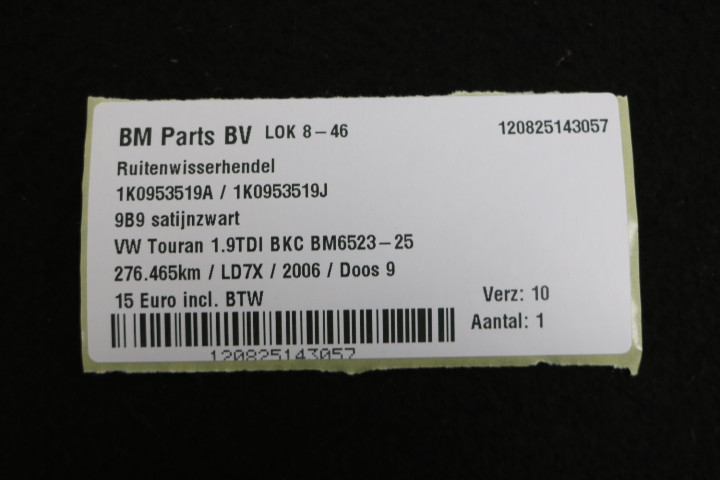 BM Parts BV LOK 8-46 120825143057
Ruitenwisserhendel
1K0953519A / 1K0953519J
9B9 satijnzwart
VW Touran 1.9TDI BKC BM6523-25
276.465km / LD7X / 2006 / Doos 9
15 Euro incl. BTW Verz: 10
Aantal: 1
120825143057